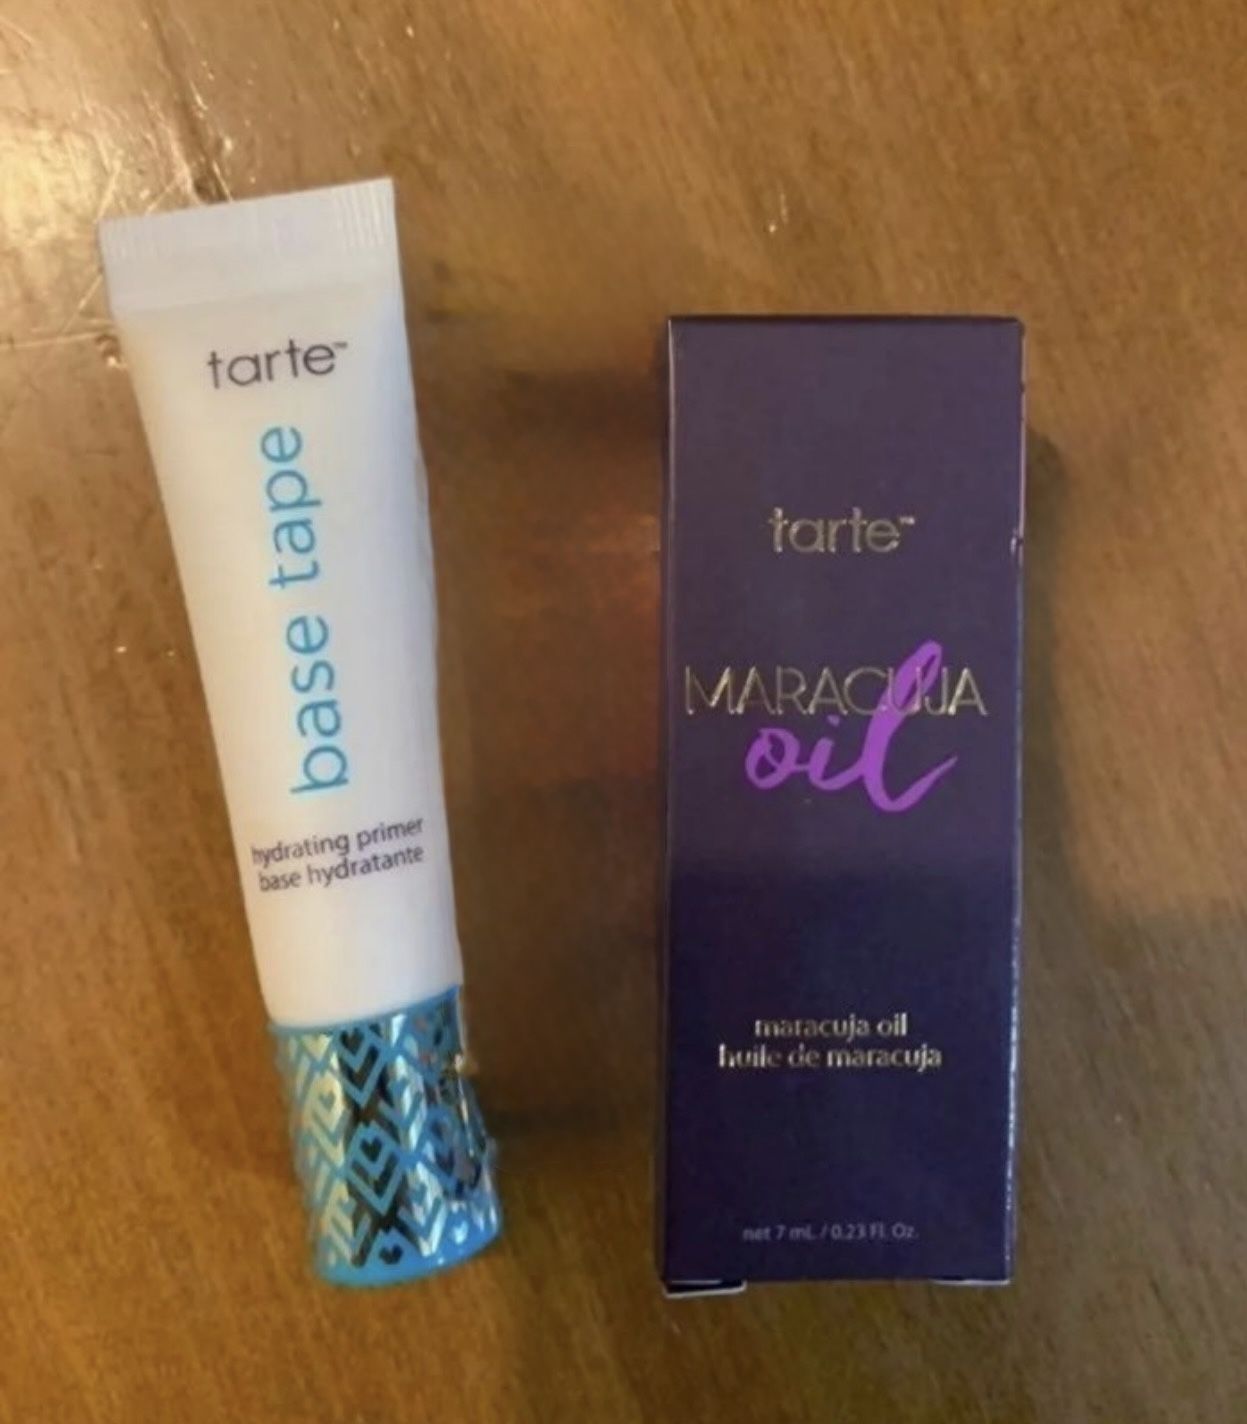 tarte™
base tape
hydrating primer
base hydratante
tarte™
MARACUJA
oil
maracuja oil
huile de maracuja
net 7 mL / 0.23 Fl. Oz.